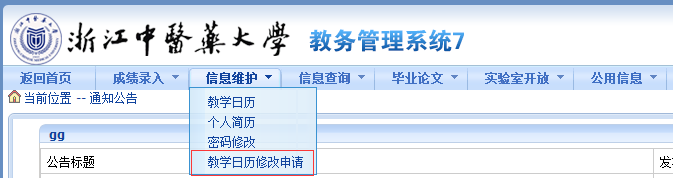 浙江中醫藥大學 教务管理系统7
返回首页 成绩录入 信息维护 信息查询 毕业论文 实验室开放 公用信息
当前位置 -- 通知公告
教学日历
个人简历
密码修改
教学日历修改申请
gg
公告标题